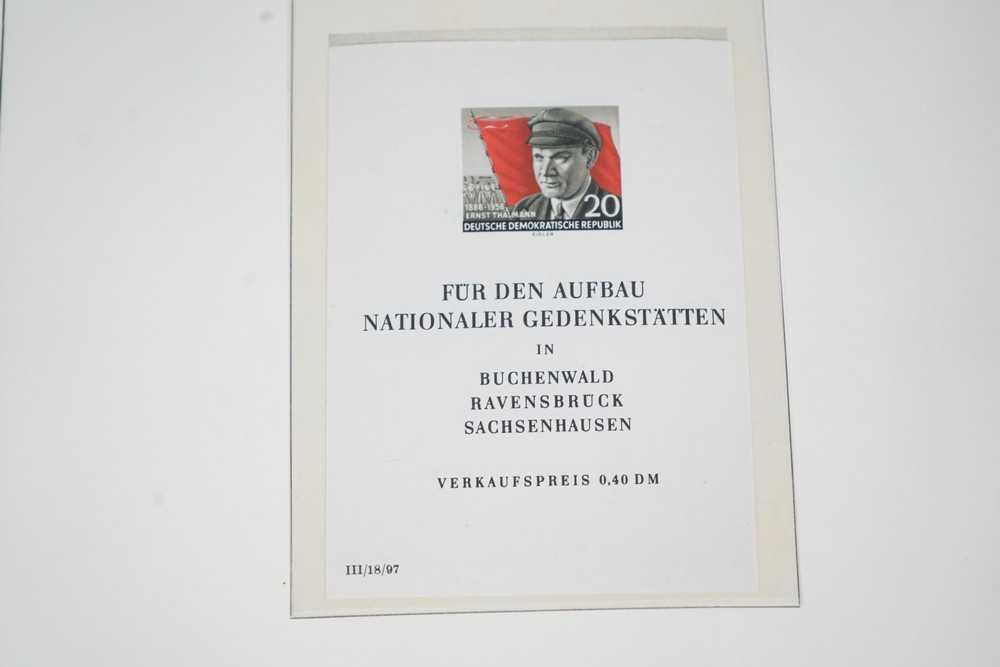 1886-1956
ERNST THÄLMANN
20
DEUTSCHE DEMOKRATISCHE REPUBLIK
EIGLER
FÜR DEN AUFBAU
NATIONALER GEDENKSTÄTTEN
IN
BUCHENWALD
RAVENSBRÜCK
SACHSENHAUSEN
VERKAUFSPREIS 0,40 DM
III/18/97